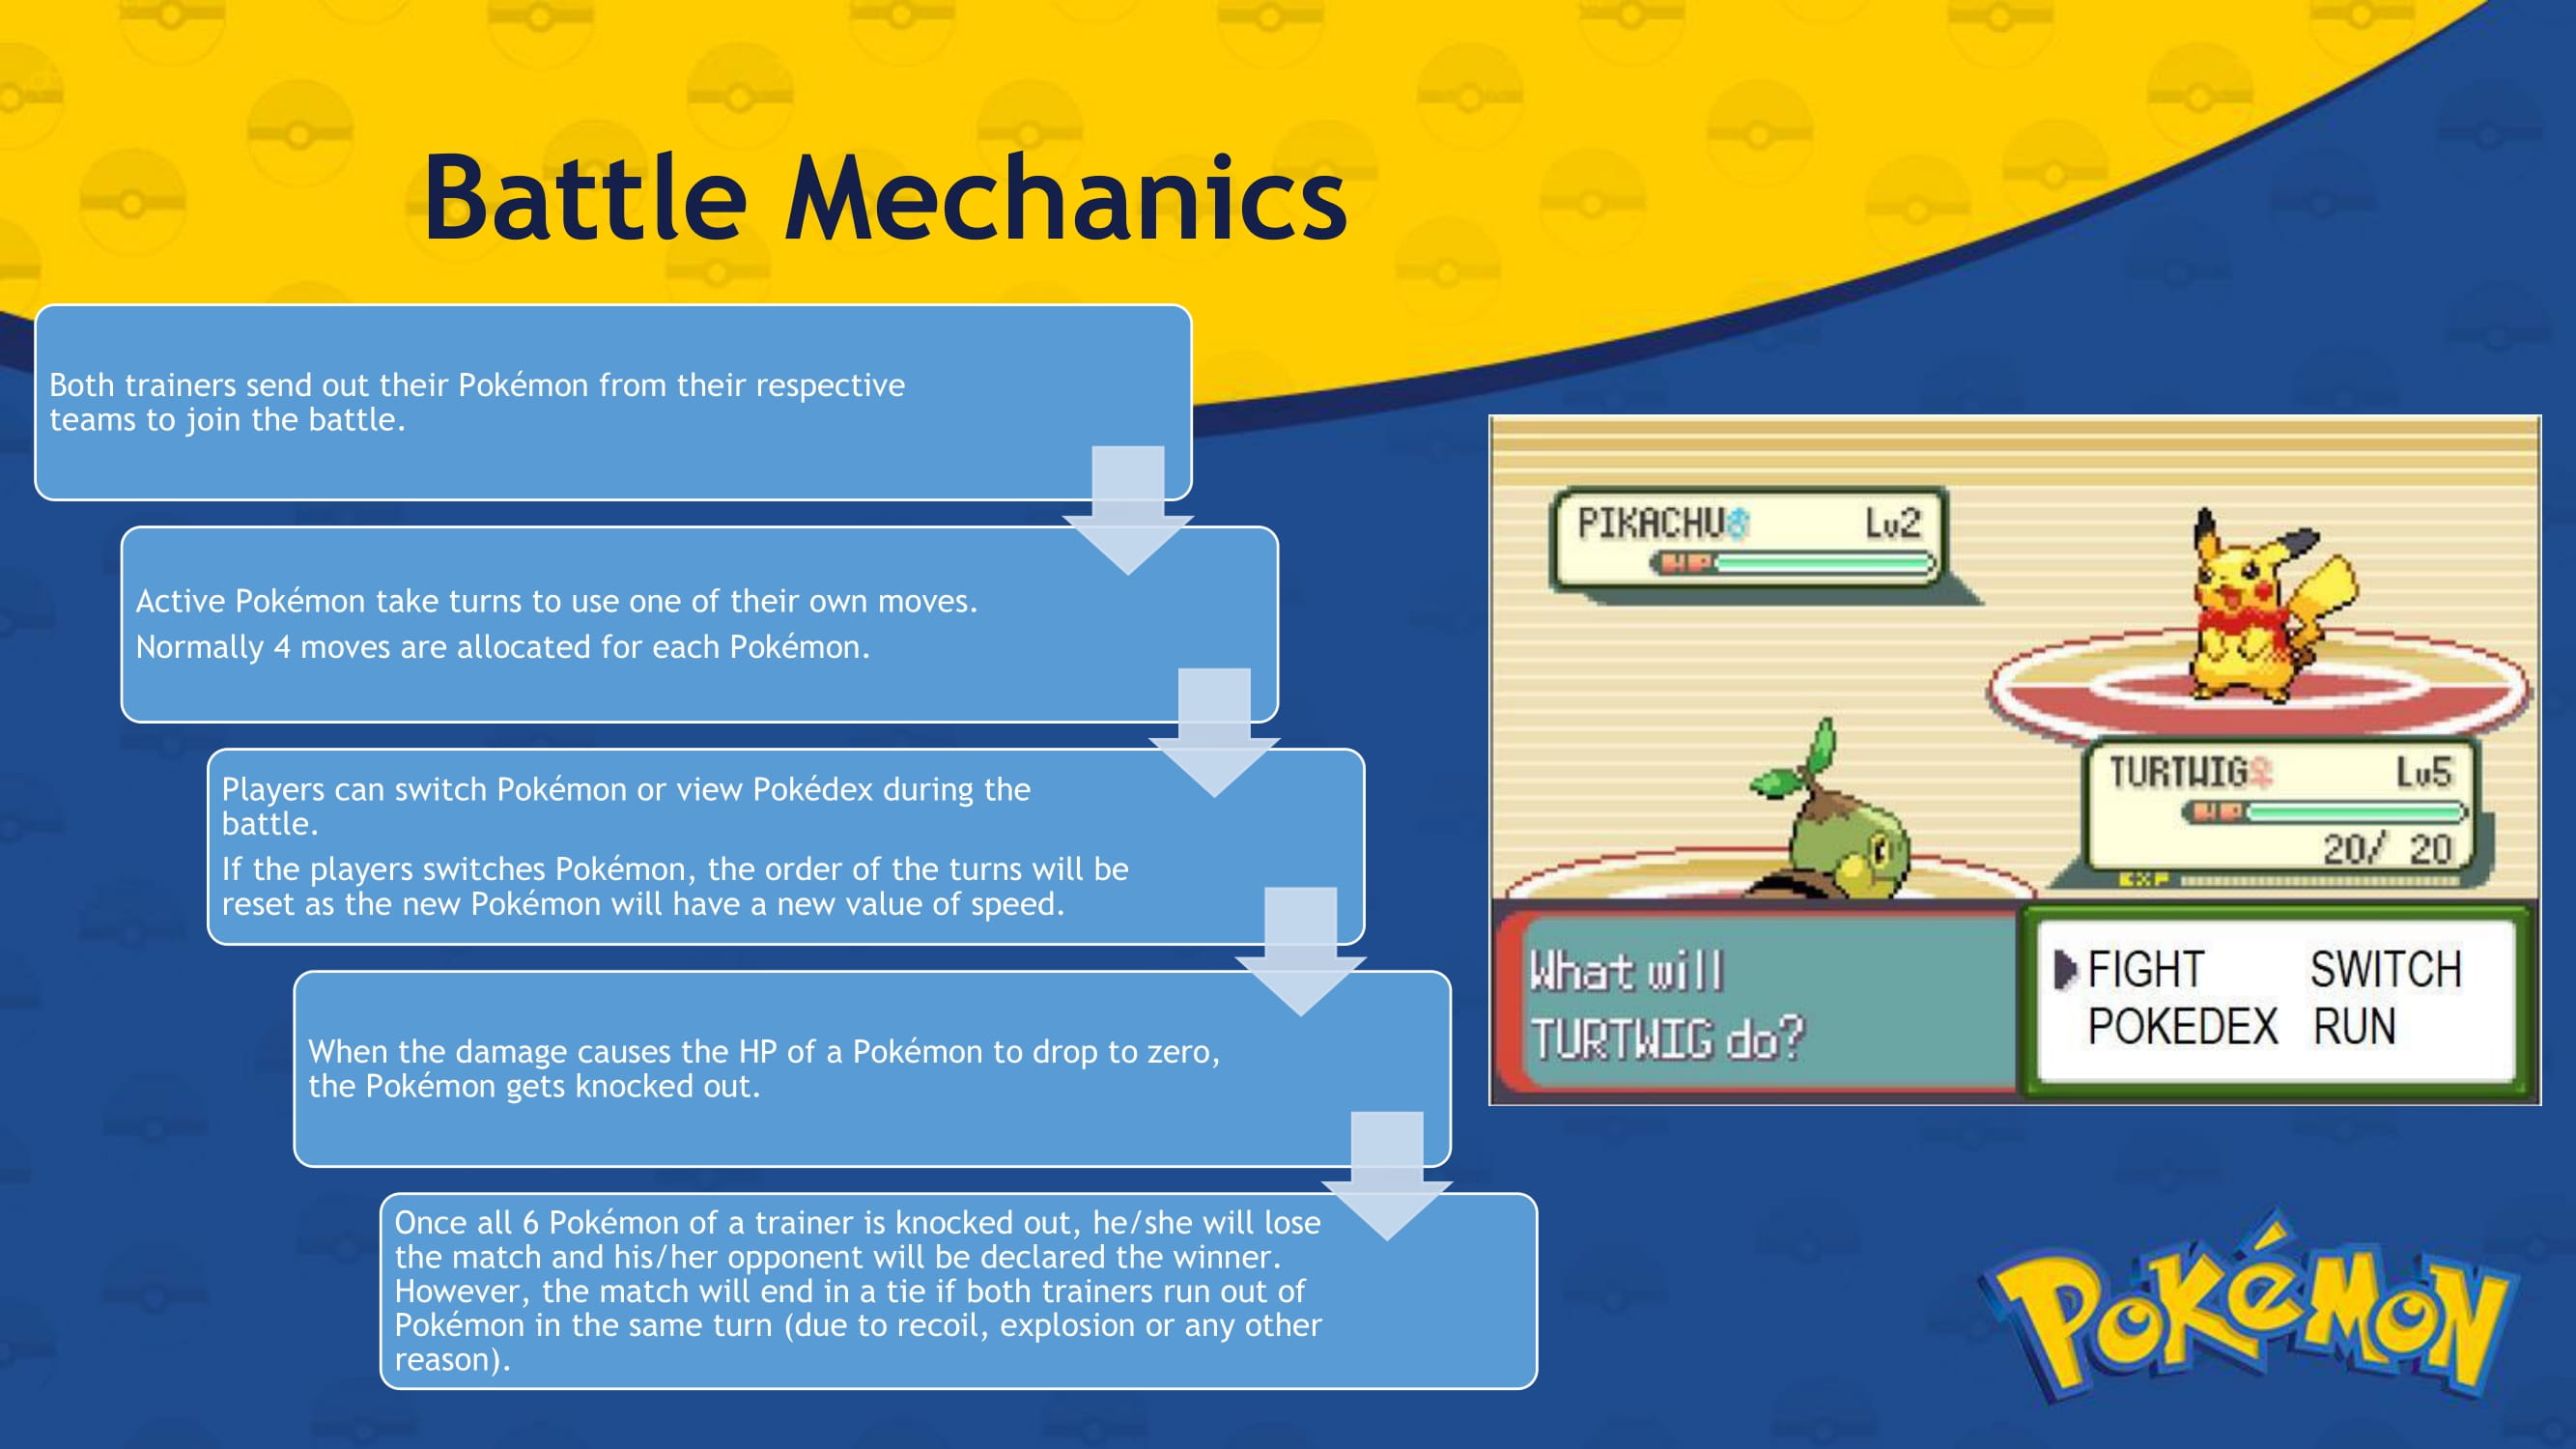 Battle Mechanics
Both trainers send out their Pokémon from their respective
teams to join the battle.
Active Pokémon take turns to use one of their own moves.
Normally 4 moves are allocated for each Pokémon.
Players can switch Pokémon or view Pokédex during the
battle.
If the players switches Pokémon, the order of the turns will be
reset as the new Pokémon will have a new value of speed.
When the damage causes the HP of a Pokémon to drop to zero,
the Pokémon gets knocked out.
Once all 6 Pokémon of a trainer is knocked out, he/she will lose
the match and his/her opponent will be declared the winner.
However, the match will end in a tie if both trainers run out of
Pokémon in the same turn (due to recoil, explosion or any other
reason).
PIKACHU♂ Lv2
HP
TURTWIG♀ Lv5
HP
20/ 20
EXP
What will
TURTWIG do?
FIGHT SWITCH
POKEDEX RUN
POKéMON